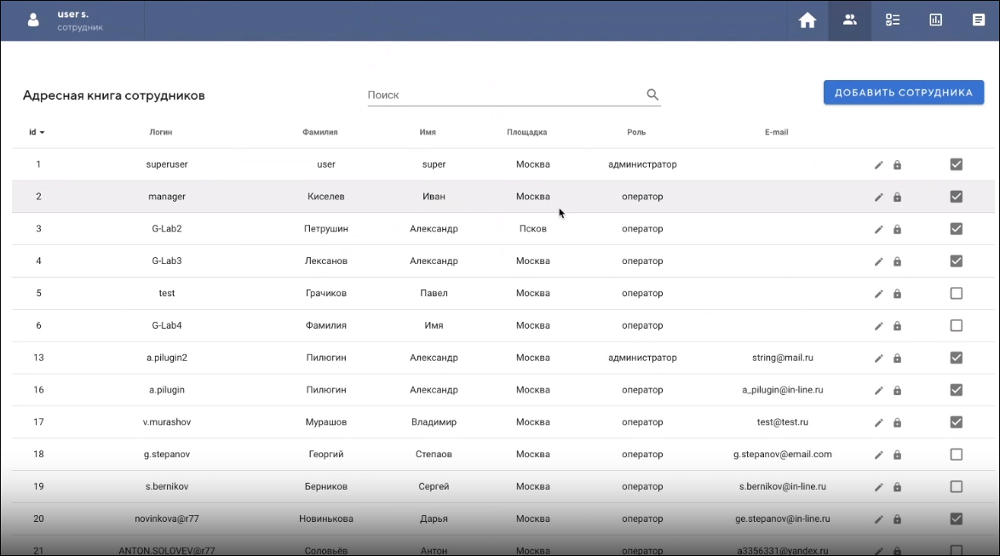 user s.
сотрудник
Адресная книга сотрудников
Поиск
ДОБАВИТЬ СОТРУДНИКА
id Логин Фамилия Имя Площадка Роль E-mail
1 superuser user super Москва администратор
2 manager Киселев Иван Москва оператор
3 G-Lab2 Петрушин Александр Псков оператор
4 G-Lab3 Лексанов Александр Москва оператор
5 test Грачиков Павел Москва оператор
6 G-Lab4 Фамилия Имя Москва оператор
13 a.pilugin2 Пилюгин Александр Москва администратор string@mail.ru
16 a.pilugin Пилюгин Александр Москва оператор a_pilugin@in-line.ru
17 v.murashov Мурашов Владимир Москва оператор test@test.ru
18 g.stepanov Георгий Степаов Москва оператор g.stepanov@email.com
19 s.bernikov Берников Сергей Москва оператор s.bernikov@in-line.ru
20 novinkova@r77 Новинькова Дарья Москва оператор ge.stepanov@in-line.ru
21 ANTON.SOLOVEV@r77 Соловьёв Антон Москва оператор a3356331@yandex.ru